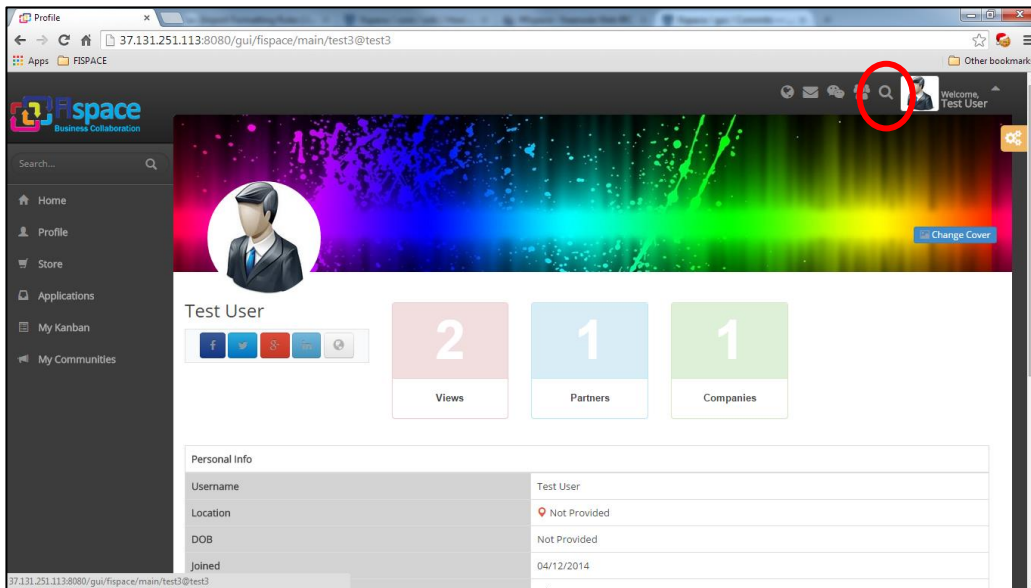 Profile
37.131.251.113:8080/gui/fispace/main/test3@test3
Apps
FISPACE
Other bookmark
FIspace
Business Collaboration
Welcome,
Test User
Search...
Home
Profile
Store
Applications
My Kanban
My Communities
Change Cover
Test User
2
1
1
Views
Partners
Companies
Personal Info
Username
Test User
Location
Not Provided
DOB
Not Provided
Joined
04/12/2014
37.131.251.113:8080/gui/fispace/main/test3@test3